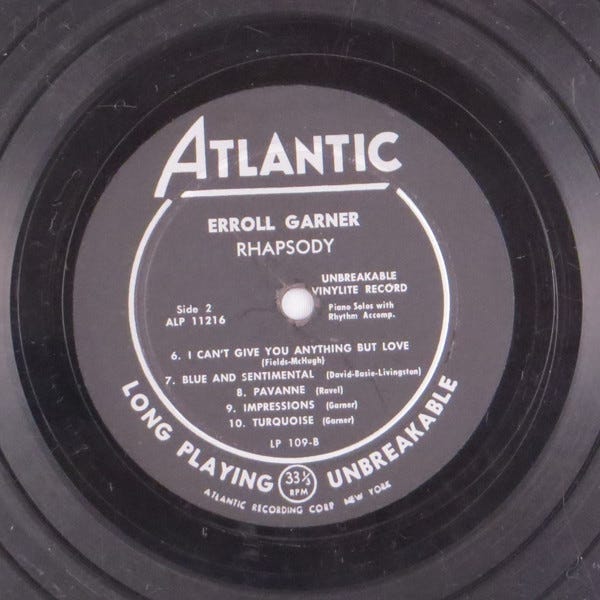 ATLANTIC
ERROLL GARNER
RHAPSODY
UNBREAKABLE
VINYLITE RECORD
Side 2
ALP 11216
Piano Solos with
Rhythm Accomp.
6. I CAN'T GIVE YOU ANYTHING BUT LOVE
(Fields-McHugh)
7. BLUE AND SENTIMENTAL (David-Basie-Livingston)
8. PAVANNE (Ravel)
9. IMPRESSIONS (Garner)
10. TURQUOISE (Garner)
LP 109-B
LONG PLAYING 33⅓ RPM UNBREAKABLE
ATLANTIC RECORDING CORP NEW YORK